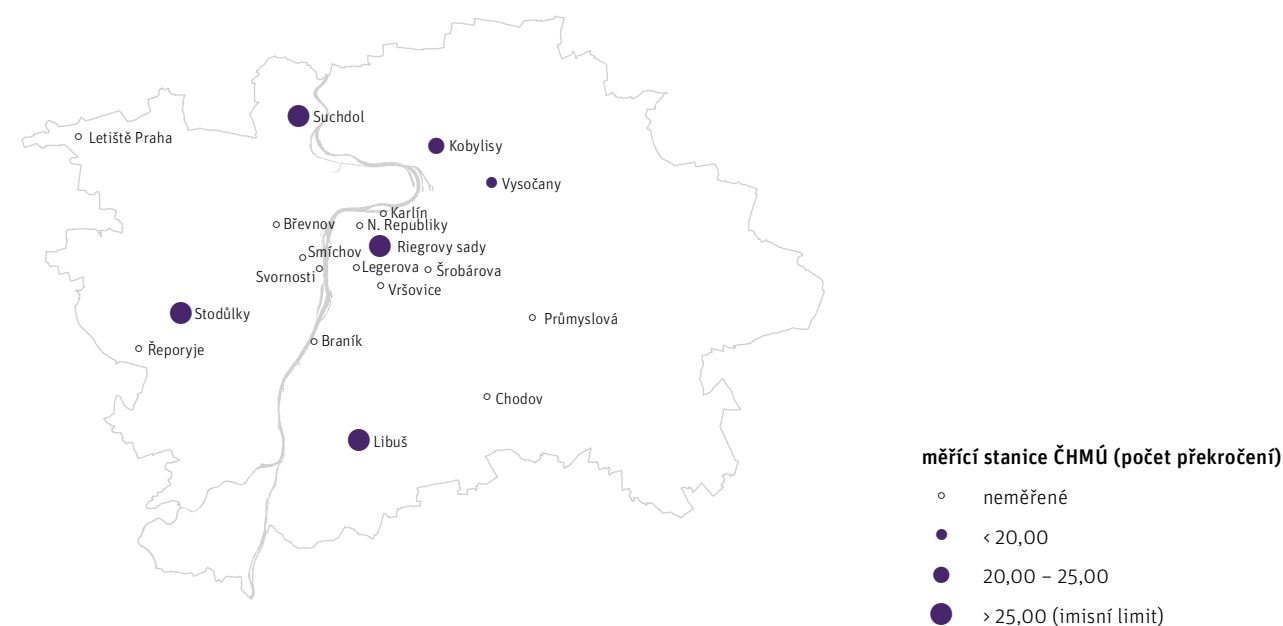 Suchdol
Letiště Praha
Kobylisy
Vysočany
Karlín
Břevnov
N. Republiky
Riegrovy sady
Smíchov
Legerova
Šrobárova
Svornosti
Vršovice
Stodůlky
Průmyslová
Braník
Řeporyje
Chodov
Libuš
měřící stanice ČHMÚ (počet překročení)
neměřené
< 20,00
20,00 – 25,00
> 25,00 (imisní limit)